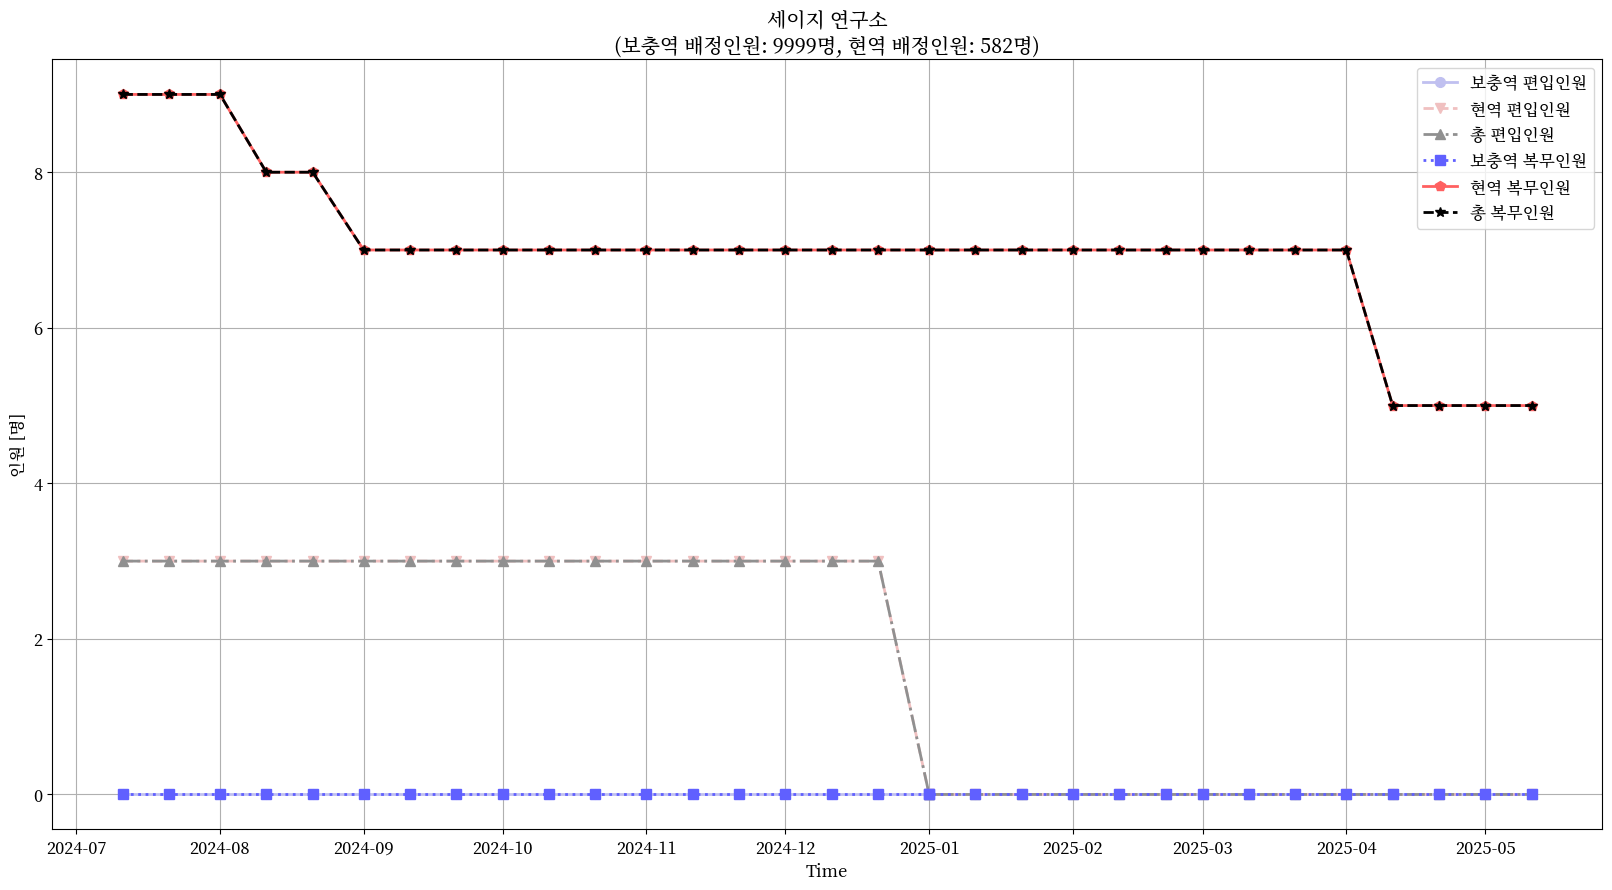 세이지 연구소
(보충역 배정인원: 9999명, 현역 배정인원: 582명)
보충역 편입인원
현역 편입인원
총 편입인원
보충역 복무인원
현역 복무인원
총 복무인원
인원 [명]
8
6
4
2
0
2024-07 2024-08 2024-09 2024-10 2024-11 2024-12 2025-01 2025-02 2025-03 2025-04 2025-05
Time